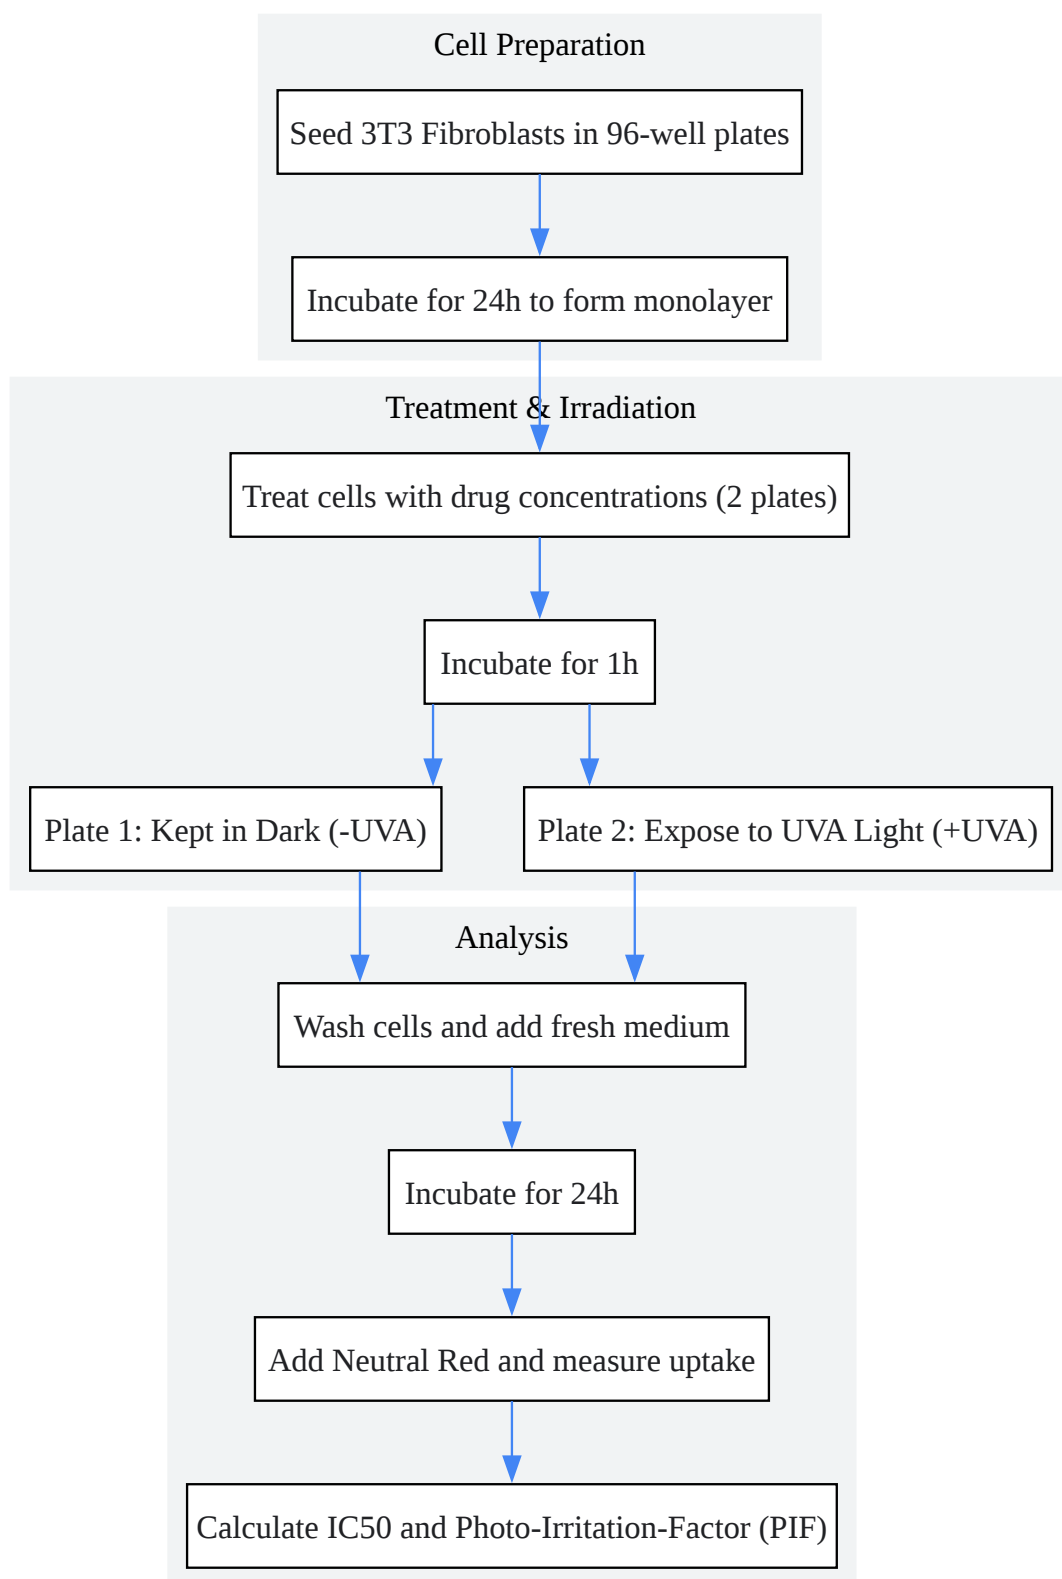 Cell Preparation
Seed 3T3 Fibroblasts in 96-well plates
Incubate for 24h to form monolayer
Treatment & Irradiation
Treat cells with drug concentrations (2 plates)
Incubate for 1h
Plate 1: Kept in Dark (-UVA)
Plate 2: Expose to UVA Light (+UVA)
Analysis
Wash cells and add fresh medium
Incubate for 24h
Add Neutral Red and measure uptake
Calculate IC50 and Photo-Irritation-Factor (PIF)